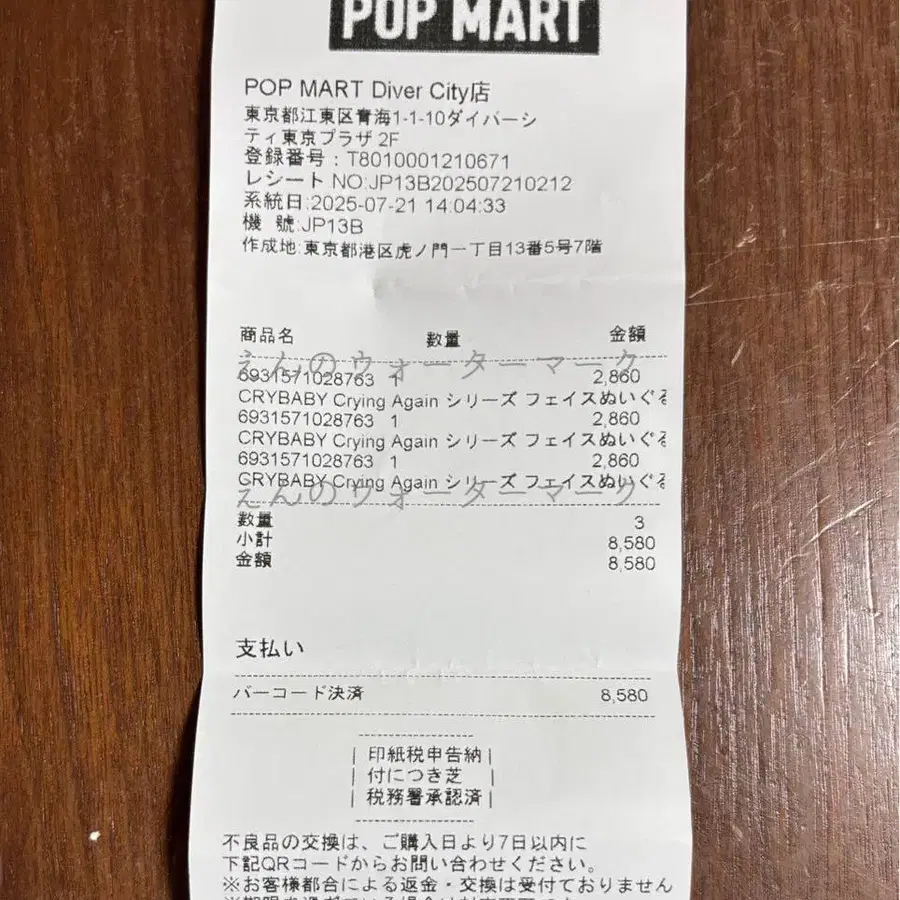 POP MART
POP MART Diver City店
東京都江東区青海1-1-10ダイバーシ
ティ東京プラザ 2F
登録番号：T8010001210671
レシート NO:JP13B202507210212
系統日:2025-07-21 14:04:33
機 號:JP13B
作成地:東京都港区虎ノ門一丁目13番5号7階
商品名 数量 金額
えんのウォーターマーク
6931571028763 1 2,860
CRYBABY Crying Again シリーズ フェイスぬいぐる
6931571028763 1 2,860
CRYBABY Crying Again シリーズ フェイスぬいぐる
6931571028763 1 2,860
CRYBABY Crying Again シリーズ フェイスぬいぐる
えんのウォーターマーク
数量 3
小計 8,580
金額 8,580
支払い
バーコード決済 8,580
印紙税申告納
付につき芝
税務署承認済
不良品の交換は、ご購入日より7日以内に
下記QRコードからお問い合わせください。
※お客様都合による返金・交換は受付ておりません